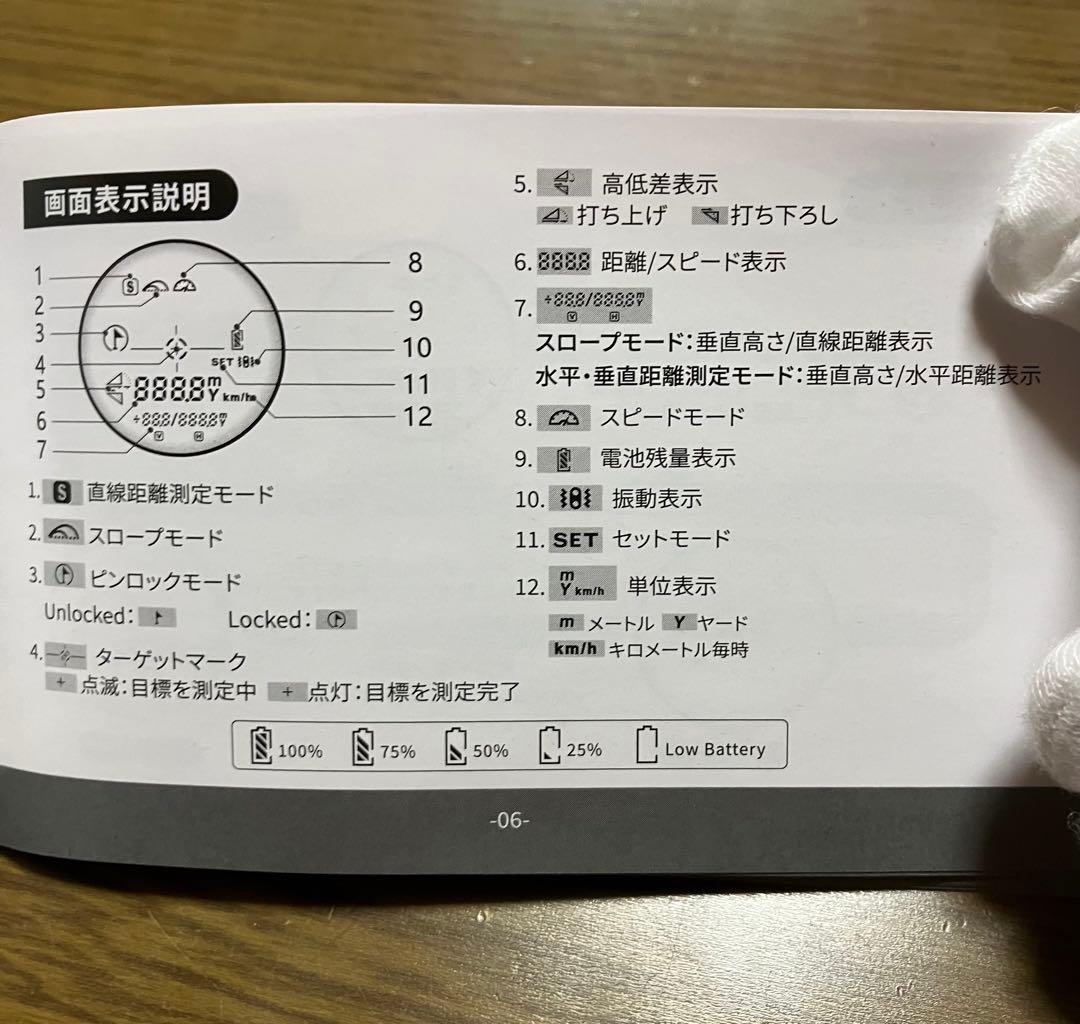 画面表示説明
1
2
3
4
5
6
7
8
9
10
11
12
S
SET
8888 m Y km/h
+888/8888 m Y
V H
1. S 直線距離測定モード
2. スロープモード
3. ピンロックモード
Unlocked: Locked:
4. ターゲットマーク
+ 点滅:目標を測定中 + 点灯:目標を測定完了
5. 高低差表示
打ち上げ 打ち下ろし
6. 8888 距離/スピード表示
7. +888/8888 m Y
V H
スロープモード:垂直高さ/直線距離表示
水平・垂直距離測定モード:垂直高さ/水平距離表示
8. スピードモード
9. 電池残量表示
10. 振動表示
11. SET セットモード
12. m Y km/h 単位表示
m メートル Y ヤード
km/h キロメートル毎時
100% 75% 50% 25% Low Battery
-06-